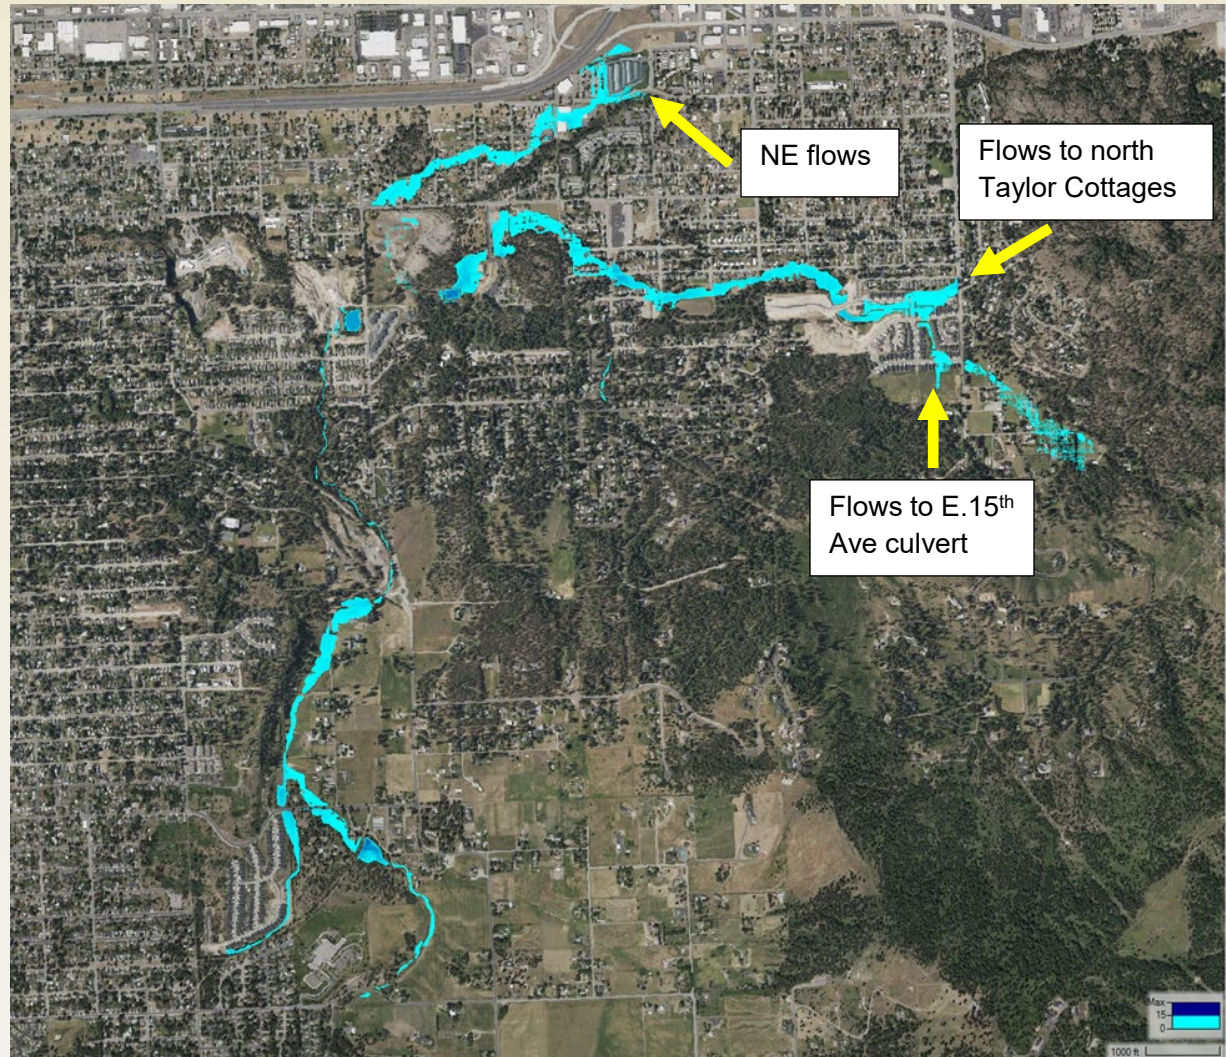 NE flows
Flows to north
Taylor Cottages
Flows to E.15th
Ave culvert
Max
15
0
1000 ft